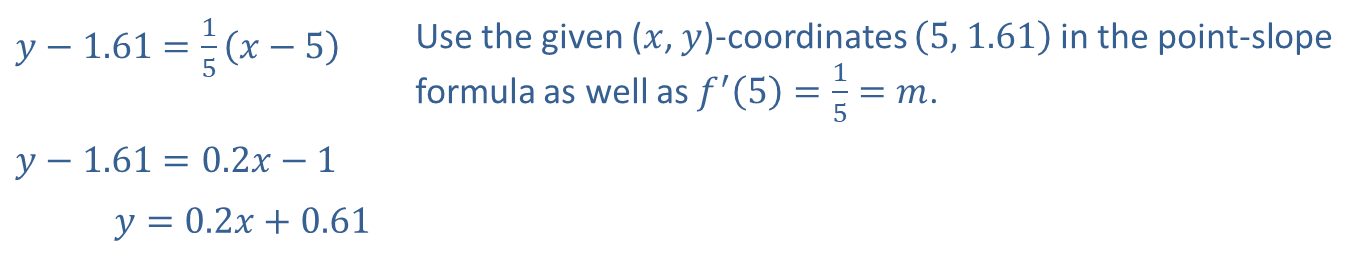 y − 1.61 = 1/5 (x − 5)
Use the given (x, y)-coordinates (5, 1.61) in the point-slope
formula as well as f′(5) = 1/5 = m.
y − 1.61 = 0.2x − 1
y = 0.2x + 0.61